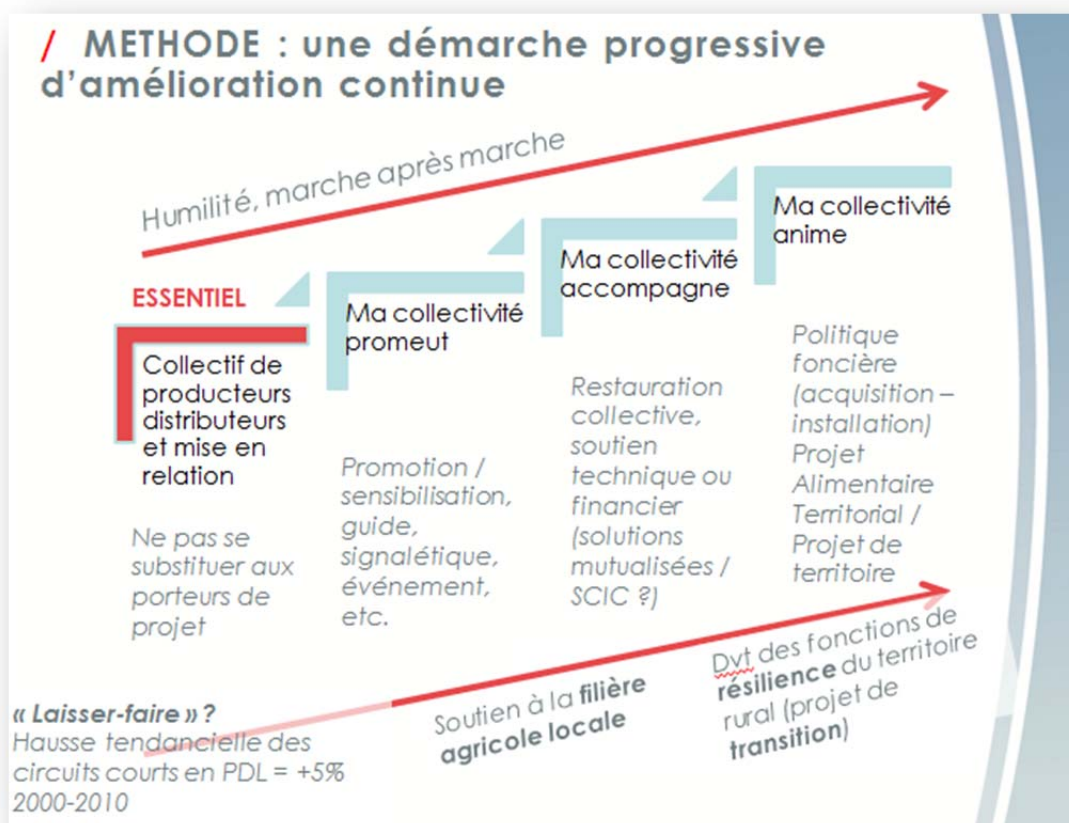 / METHODE : une démarche progressive
d'amélioration continue
Humilité, marche après marche
ESSENTIEL
Collectif de
producteurs
distributeurs
et mise en
relation
Ne pas se
substituer aux
porteurs de
projet
Ma collectivité
promeut
Promotion /
sensibilisation,
guide,
signalétique,
événement,
etc.
Ma collectivité
accompagne
Restauration
collective,
soutien
technique ou
financier
(solutions
mutualisées /
SCIC ?)
Ma collectivité
anime
Politique
foncière
(acquisition –
installation)
Projet
Alimentaire
Territorial /
Projet de
territoire
« Laisser-faire » ?
Hausse tendancielle des
circuits courts en PDL = +5%
2000-2010
Soutien à la filière
agricole locale
Dvt des fonctions de
résilience du territoire
rural (projet de
transition)